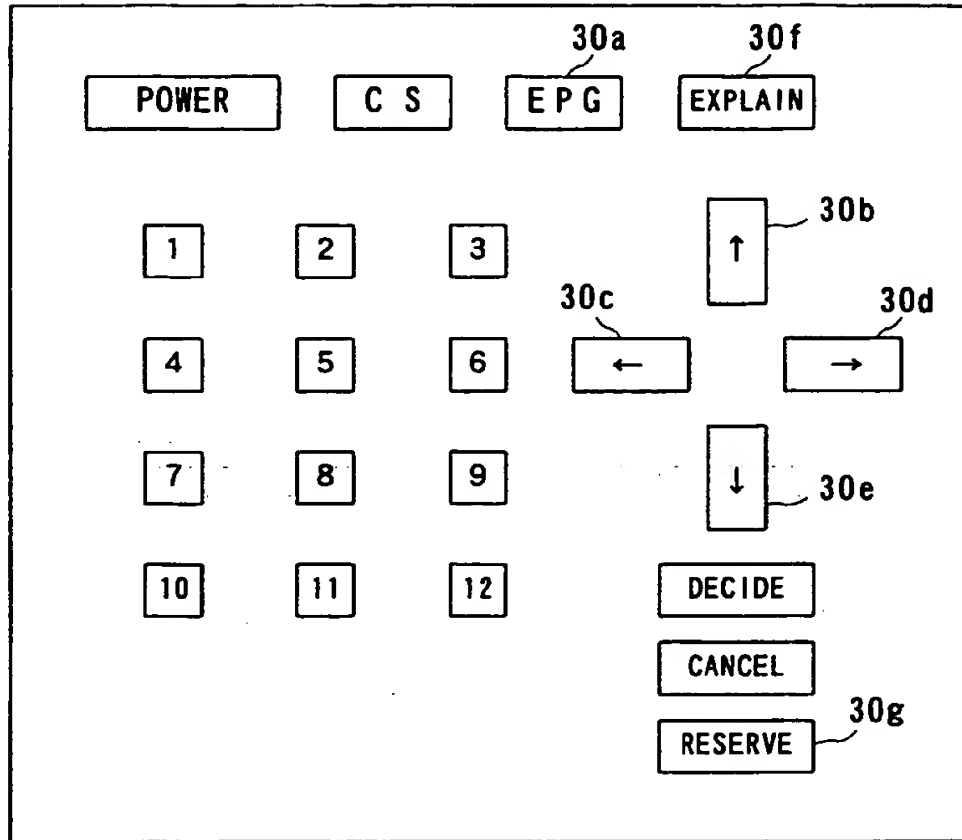 30a 30f
POWER C S EPG EXPLAIN
30b
1 2 3 ↑
30c 30d
4 5 6 ← →
7 8 9 ↓
30e
10 11 12 DECIDE
CANCEL
30g
RESERVE